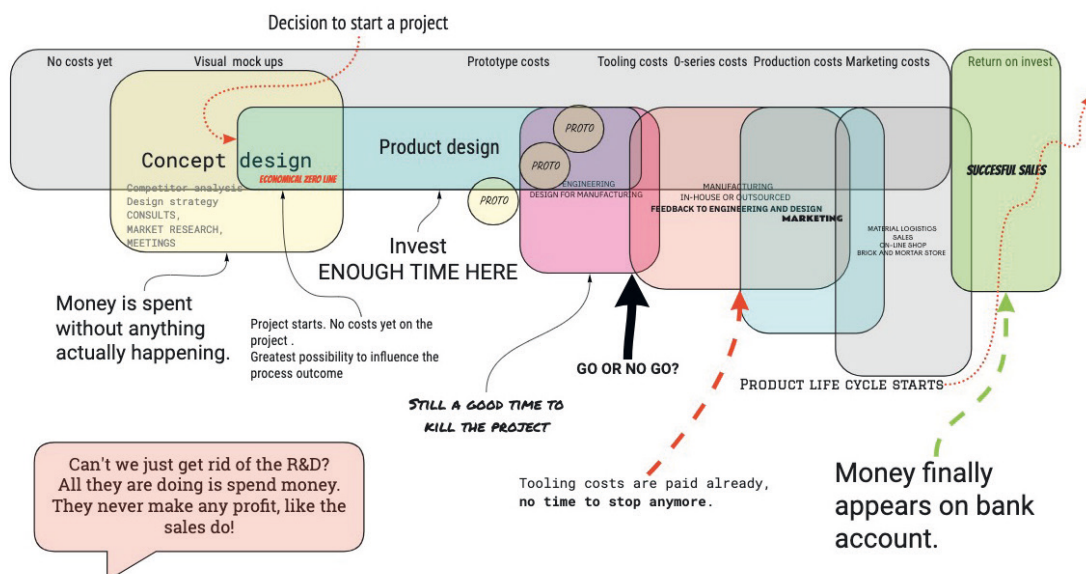 Decision to start a project
No costs yet
Visual mock ups
Prototype costs
Tooling costs
0-series costs
Production costs
Marketing costs
Return on invest
Concept design
ECONOMICAL ZERO LINE
Competitor analysis
Design strategy
CONSULTS,
MARKET RESEARCH,
MEETINGS
Product design
PROTO
PROTO
PROTO
ENGINEERING
DESIGN FOR MANUFACTURING
MANUFACTURING
IN-HOUSE OR OUTSOURCED
FEEDBACK TO ENGINEERING AND DESIGN
MARKETING
MATERIAL LOGISTICS
SALES
ON-LINE SHOP
BRICK AND MORTAR STORE
SUCCESFUL SALES
Invest
ENOUGH TIME HERE
Money is spent
without anything
actually happening.
Project starts. No costs yet on the
project .
Greatest possibility to influence the
process outcome
STILL A GOOD TIME TO
KILL THE PROJECT
GO OR NO GO?
PRODUCT LIFE CYCLE STARTS
Tooling costs are paid already,
no time to stop anymore.
Money finally
appears on bank
account.
Can't we just get rid of the R&D?
All they are doing is spend money.
They never make any profit, like the
sales do!